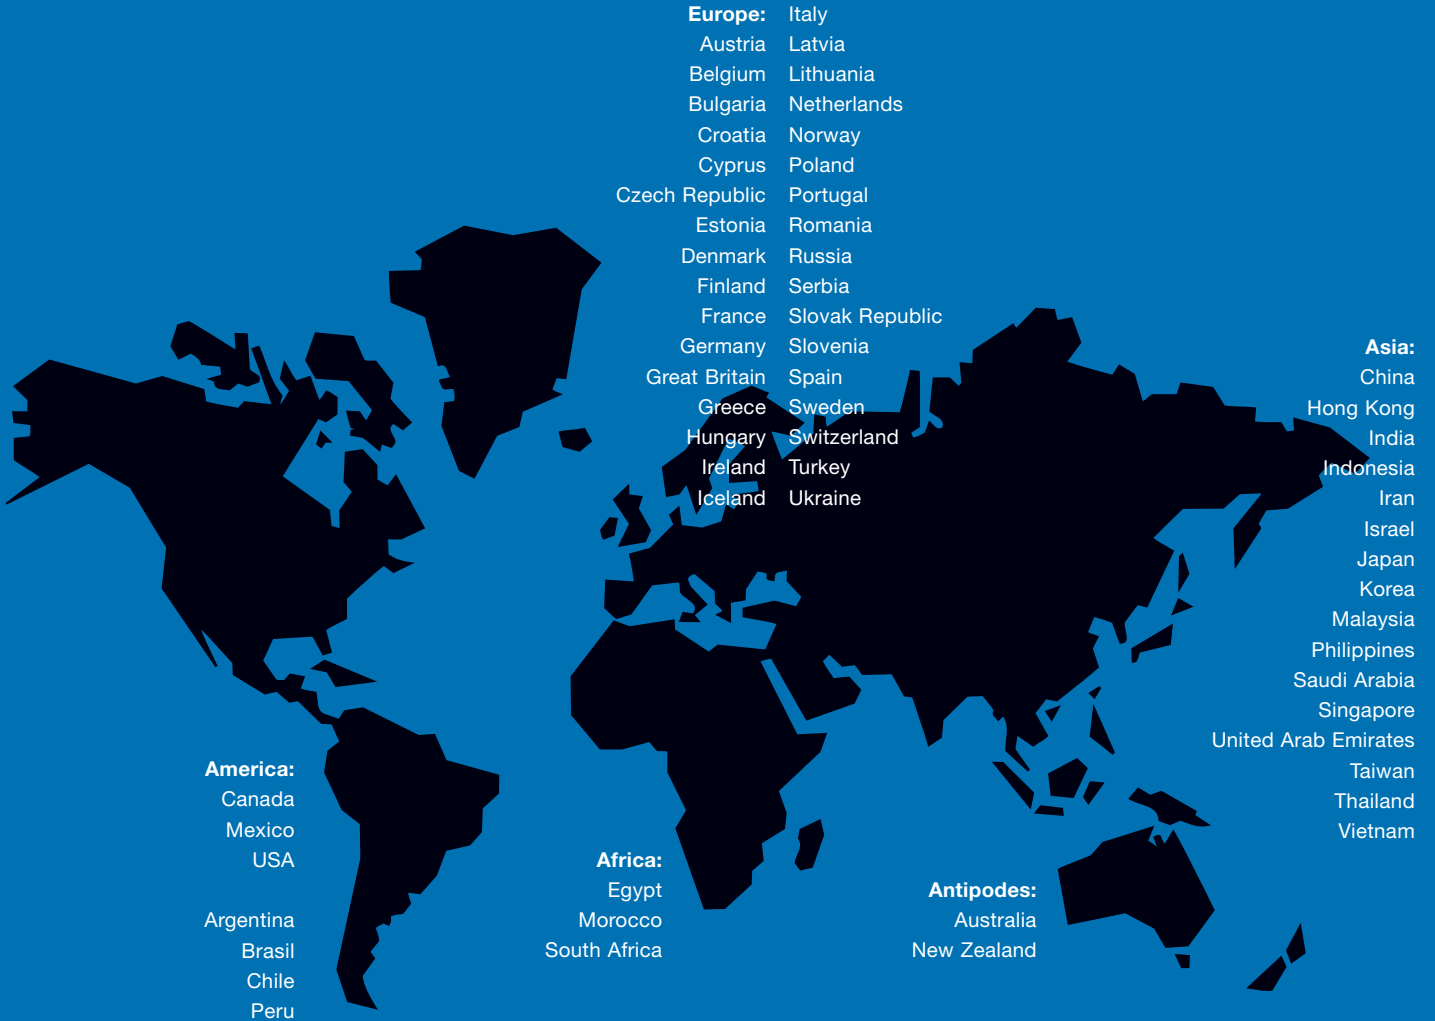 Europe:
Austria
Belgium
Bulgaria
Croatia
Cyprus
Czech Republic
Estonia
Denmark
Finland
France
Germany
Great Britain
Greece
Hungary
Ireland
Iceland
Italy
Latvia
Lithuania
Netherlands
Norway
Poland
Portugal
Romania
Russia
Serbia
Slovak Republic
Slovenia
Spain
Sweden
Switzerland
Turkey
Ukraine
Asia:
China
Hong Kong
India
Indonesia
Iran
Israel
Japan
Korea
Malaysia
Philippines
Saudi Arabia
Singapore
United Arab Emirates
Taiwan
Thailand
Vietnam
America:
Canada
Mexico
USA
Argentina
Brasil
Chile
Peru
Africa:
Egypt
Morocco
South Africa
Antipodes:
Australia
New Zealand